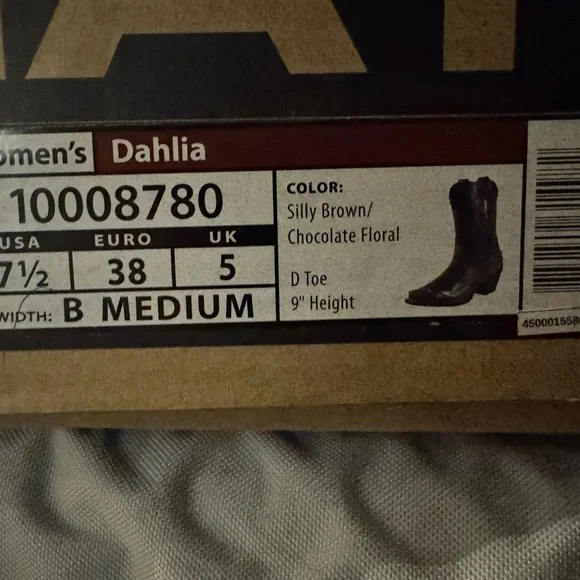 omen's Dahlia
10008780
USA EURO UK
7½ 38 5
WIDTH: B MEDIUM
COLOR:
Silly Brown/
Chocolate Floral
D Toe
9" Height